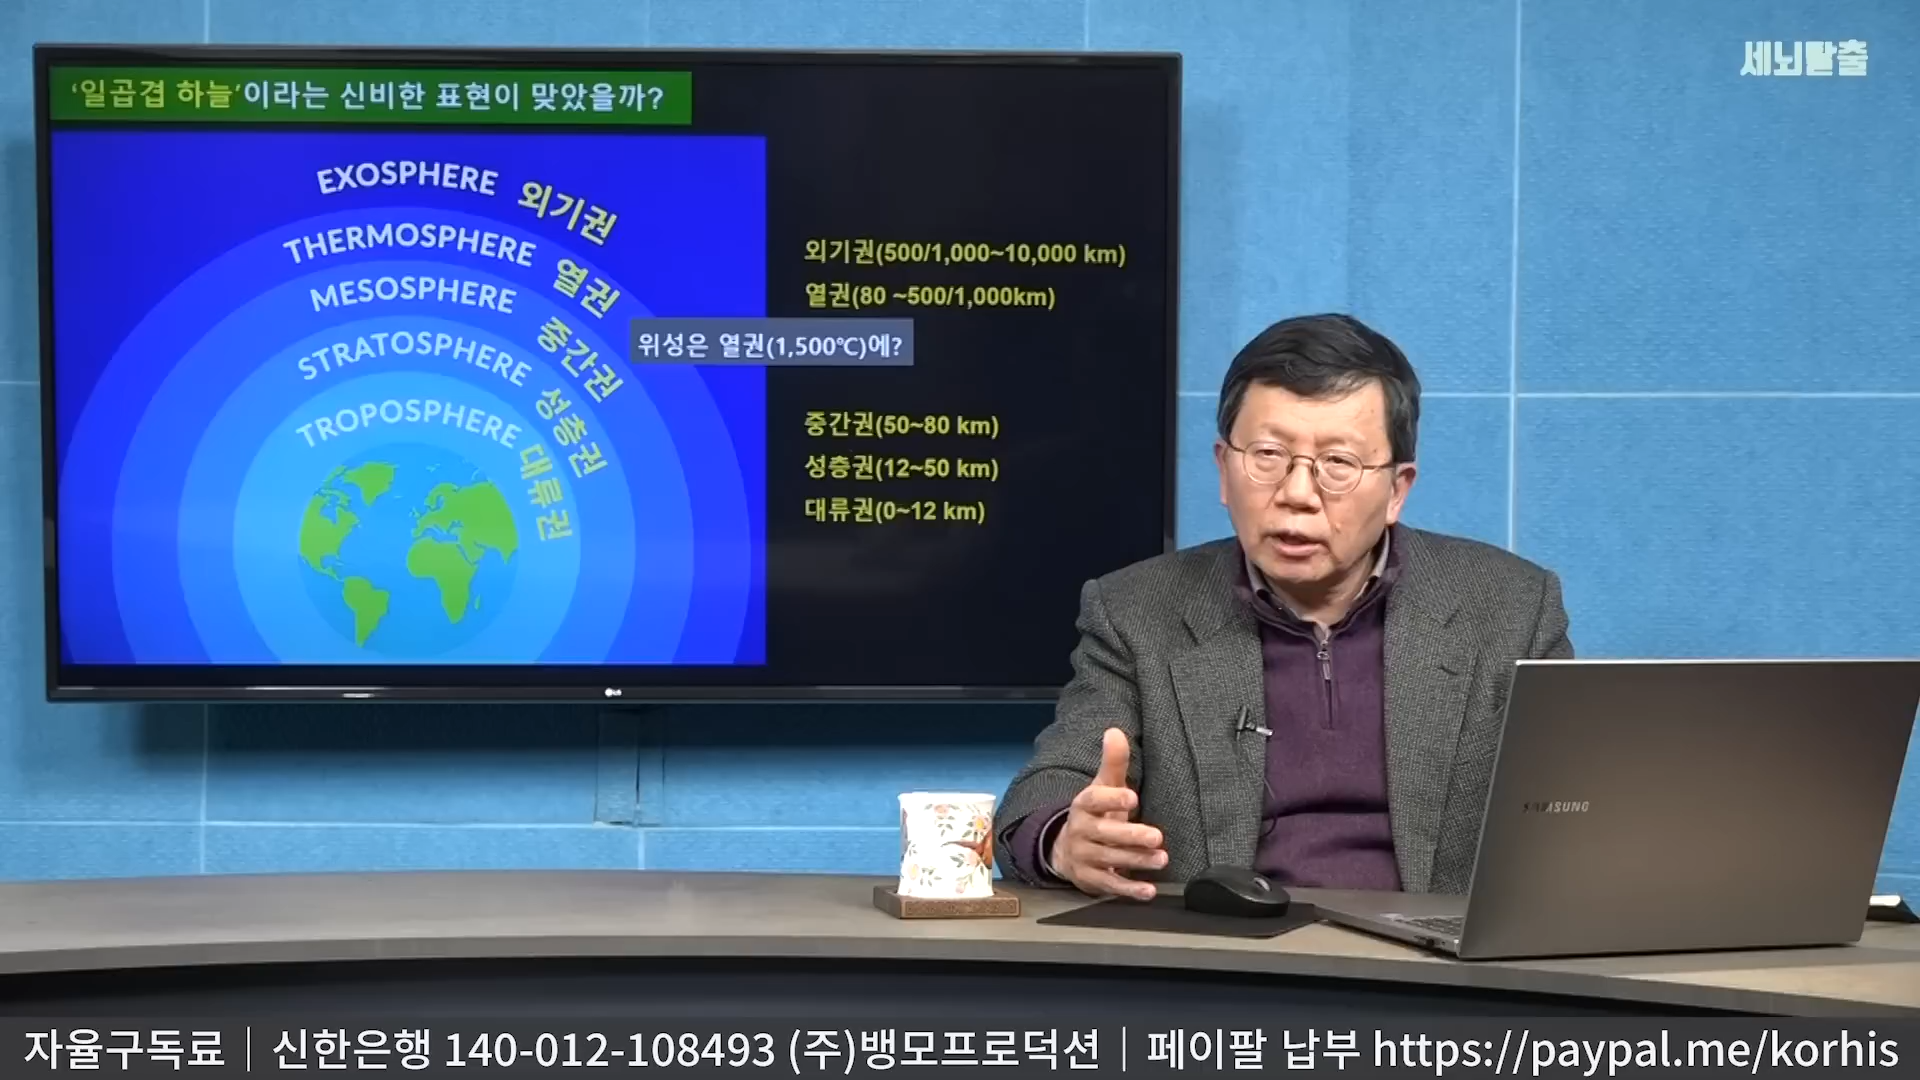 세뇌탈출
‘일곱겹 하늘’이라는 신비한 표현이 맞았을까?
EXOSPHERE 외기권
THERMOSPHERE 열권
MESOSPHERE 중간권
STRATOSPHERE 성층권
TROPOSPHERE 대류권
외기권(500/1,000~10,000 km)
열권(80 ~500/1,000km)
위성은 열권(1,500℃)에?
중간권(50~80 km)
성층권(12~50 km)
대류권(0~12 km)
LG
SAMSUNG
자율구독료│신한은행 140-012-108493 (주)뱅모프로덕션│페이팔 납부 https://paypal.me/korhis